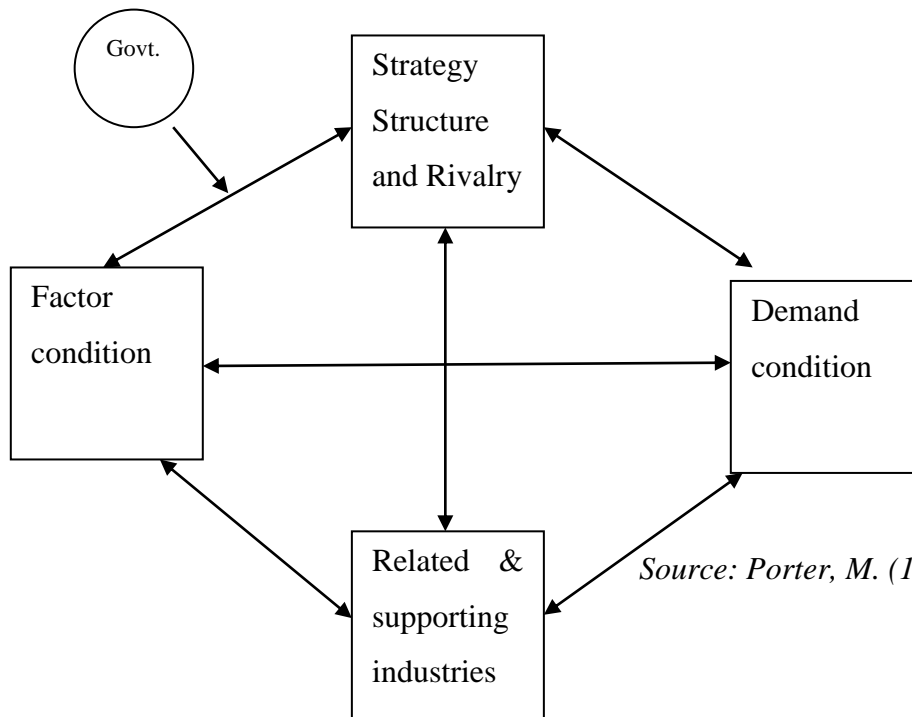 Govt.
Strategy
Structure
and Rivalry
Factor
condition
Demand
condition
Related &
supporting
industries
Source: Porter, M. (1